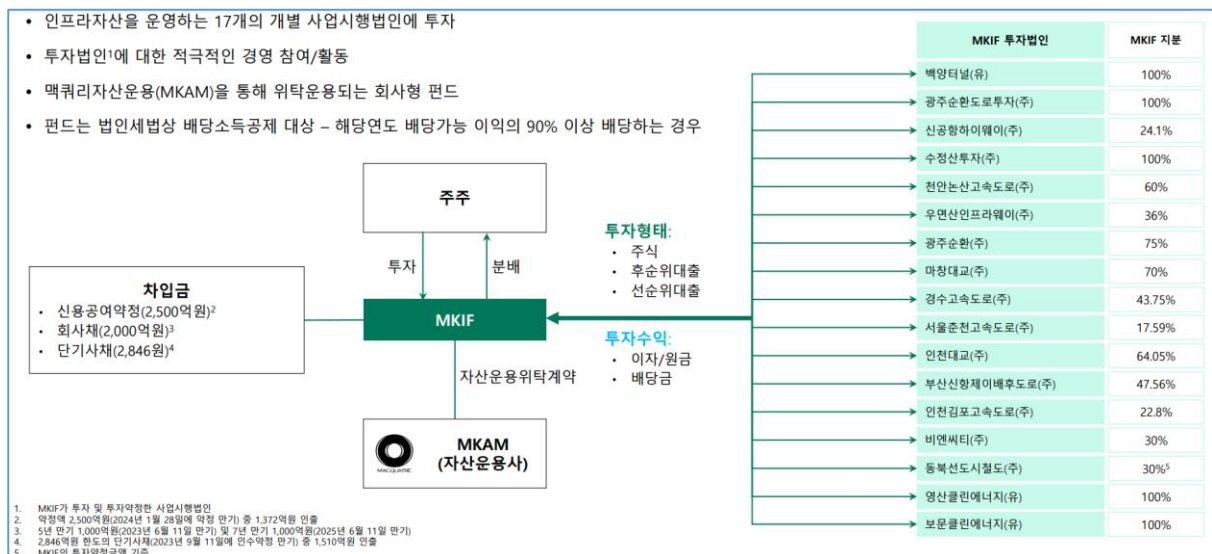 • 인프라자산을 운영하는 17개의 개별 사업시행법인에 투자
• 투자법인¹에 대한 적극적인 경영 참여/활동
• 맥쿼리자산운용(MKAM)을 통해 위탁운용되는 회사형 펀드
• 펀드는 법인세법상 배당소득공제 대상 – 해당연도 배당가능 이익의 90% 이상 배당하는 경우
주주
투자
분배
차입금
• 신용공여약정(2,500억원)²
• 회사채(2,000억원)³
• 단기사채(2,846원)⁴
MKIF
자산운용위탁계약
MACQUARIE
MKAM
(자산운용사)
투자형태:
• 주식
• 후순위대출
• 선순위대출
투자수익:
• 이자/원금
• 배당금
MKIF 투자법인 MKIF 지분
백양터널(유) 100%
광주순환도로투자(주) 100%
신공항하이웨이(주) 24.1%
수정산투자(주) 100%
천안논산고속도로(주) 60%
우면산인프라웨이(주) 36%
광주순환(주) 75%
마창대교(주) 70%
경수고속도로(주) 43.75%
서울춘천고속도로(주) 17.59%
인천대교(주) 64.05%
부산신항제이배후도로(주) 47.56%
인천김포고속도로(주) 22.8%
비앤씨티(주) 30%
동북선도시철도(주) 30%⁵
영산클린에너지(유) 100%
보문클린에너지(유) 100%
1. MKIF가 투자 및 투자약정한 사업시행법인
2. 약정액 2,500억원(2024년 1월 28일에 약정 만기) 중 1,372억원 인출
3. 5년 만기 1,000억원(2023년 6월 11일 만기) 및 7년 만기 1,000억원(2025년 6월 11일 만기)
4. 2,846억원 한도의 단기사채(2023년 9월 11일에 인수약정 만기) 중 1,510억원 인출
5. MKIF의 투자약정금액 기준